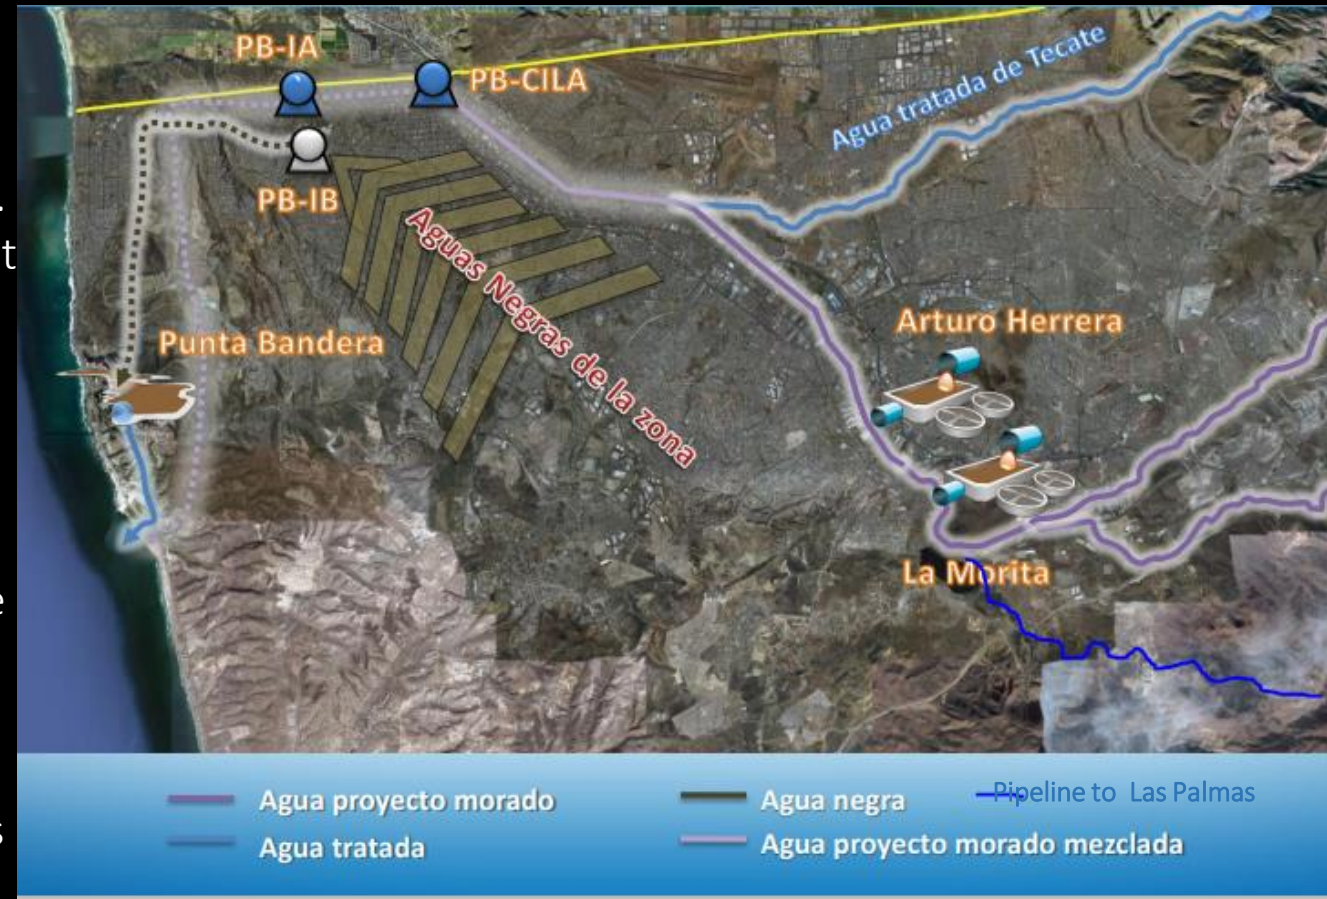 PB-IA
PB-CILA
Agua tratada de Tecate
PB-IB
Aguas Negras de la zona
Punta Bandera
Arturo Herrera
La Morita
Agua proyecto morado
Agua negra
Pipeline to Las Palmas
Agua tratada
Agua proyecto morado mezclada